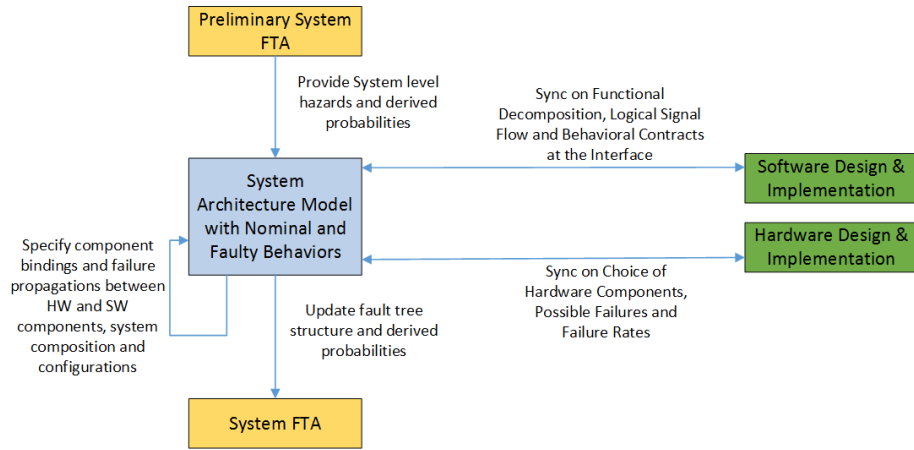 Preliminary System
FTA
Provide System level
hazards and derived
probabilities
Sync on Functional
Decomposition, Logical Signal
Flow and Behavioral Contracts
at the Interface
Software Design &
Implementation
System
Architecture Model
with Nominal and
Faulty Behaviors
Hardware Design &
Implementation
Specify component
bindings and failure
propagations between
HW and SW
components, system
composition and
configurations
Sync on Choice of
Hardware Components,
Possible Failures and
Failure Rates
Update fault tree
structure and derived
probabilities
System FTA